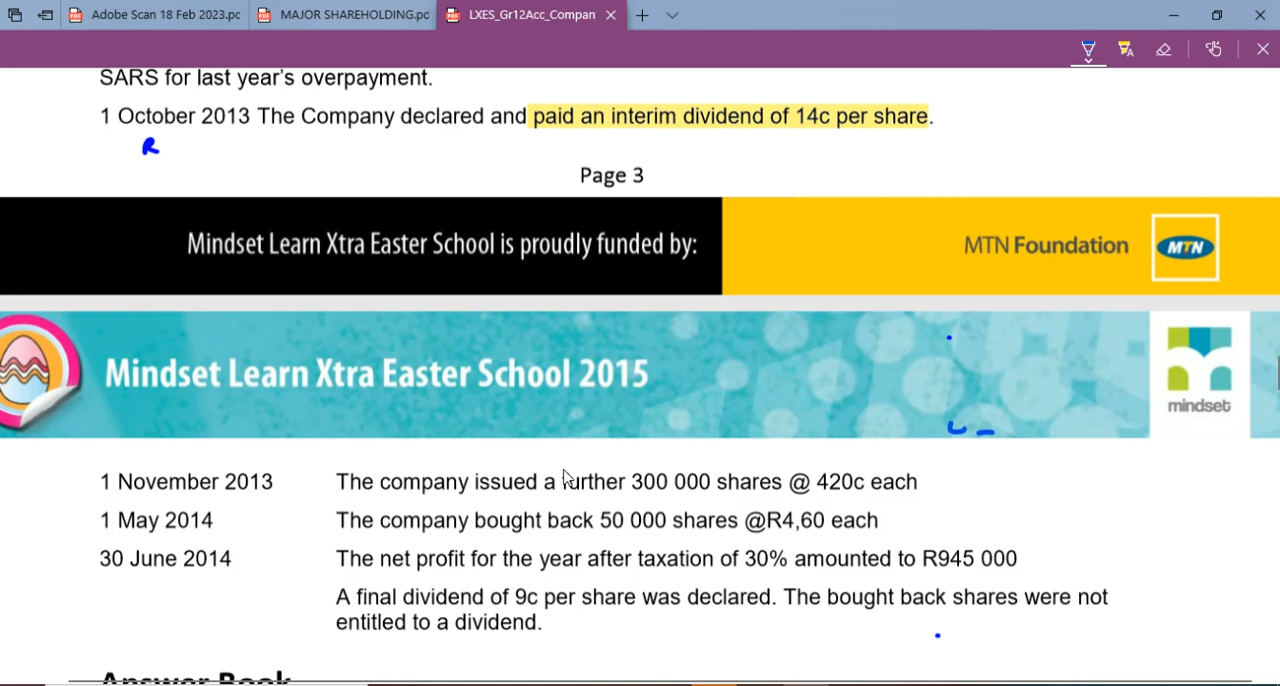 Adobe Scan 18 Feb 2023.pc
MAJOR SHAREHOLDING.pc
LXES_Gr12Acc_Compan
SARS for last year's overpayment.
1 October 2013 The Company declared and paid an interim dividend of 14c per share.
R
Page 3
Mindset Learn Xtra Easter School is proudly funded by:
MTN Foundation
MTN
Mindset Learn Xtra Easter School 2015
mindset
1 November 2013 The company issued a further 300 000 shares @ 420c each
1 May 2014 The company bought back 50 000 shares @R4,60 each
30 June 2014 The net profit for the year after taxation of 30% amounted to R945 000
A final dividend of 9c per share was declared. The bought back shares were not
entitled to a dividend.
Answer Book